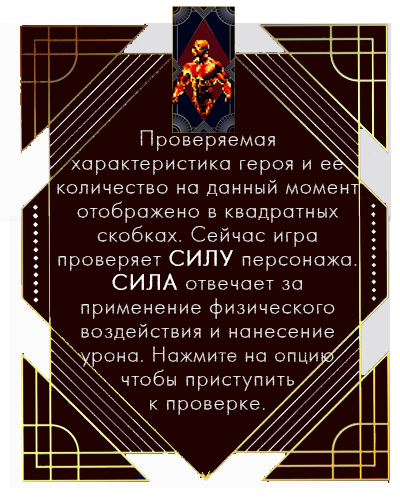 Проверяемая
характеристика героя и её
количество на данный момент
отображено в квадратных
скобках. Сейчас игра
проверяет СИЛУ персонажа.
СИЛА отвечает за
применение физического
воздействия и нанесение
урона. Нажмите на опцию
чтобы приступить
к проверке.